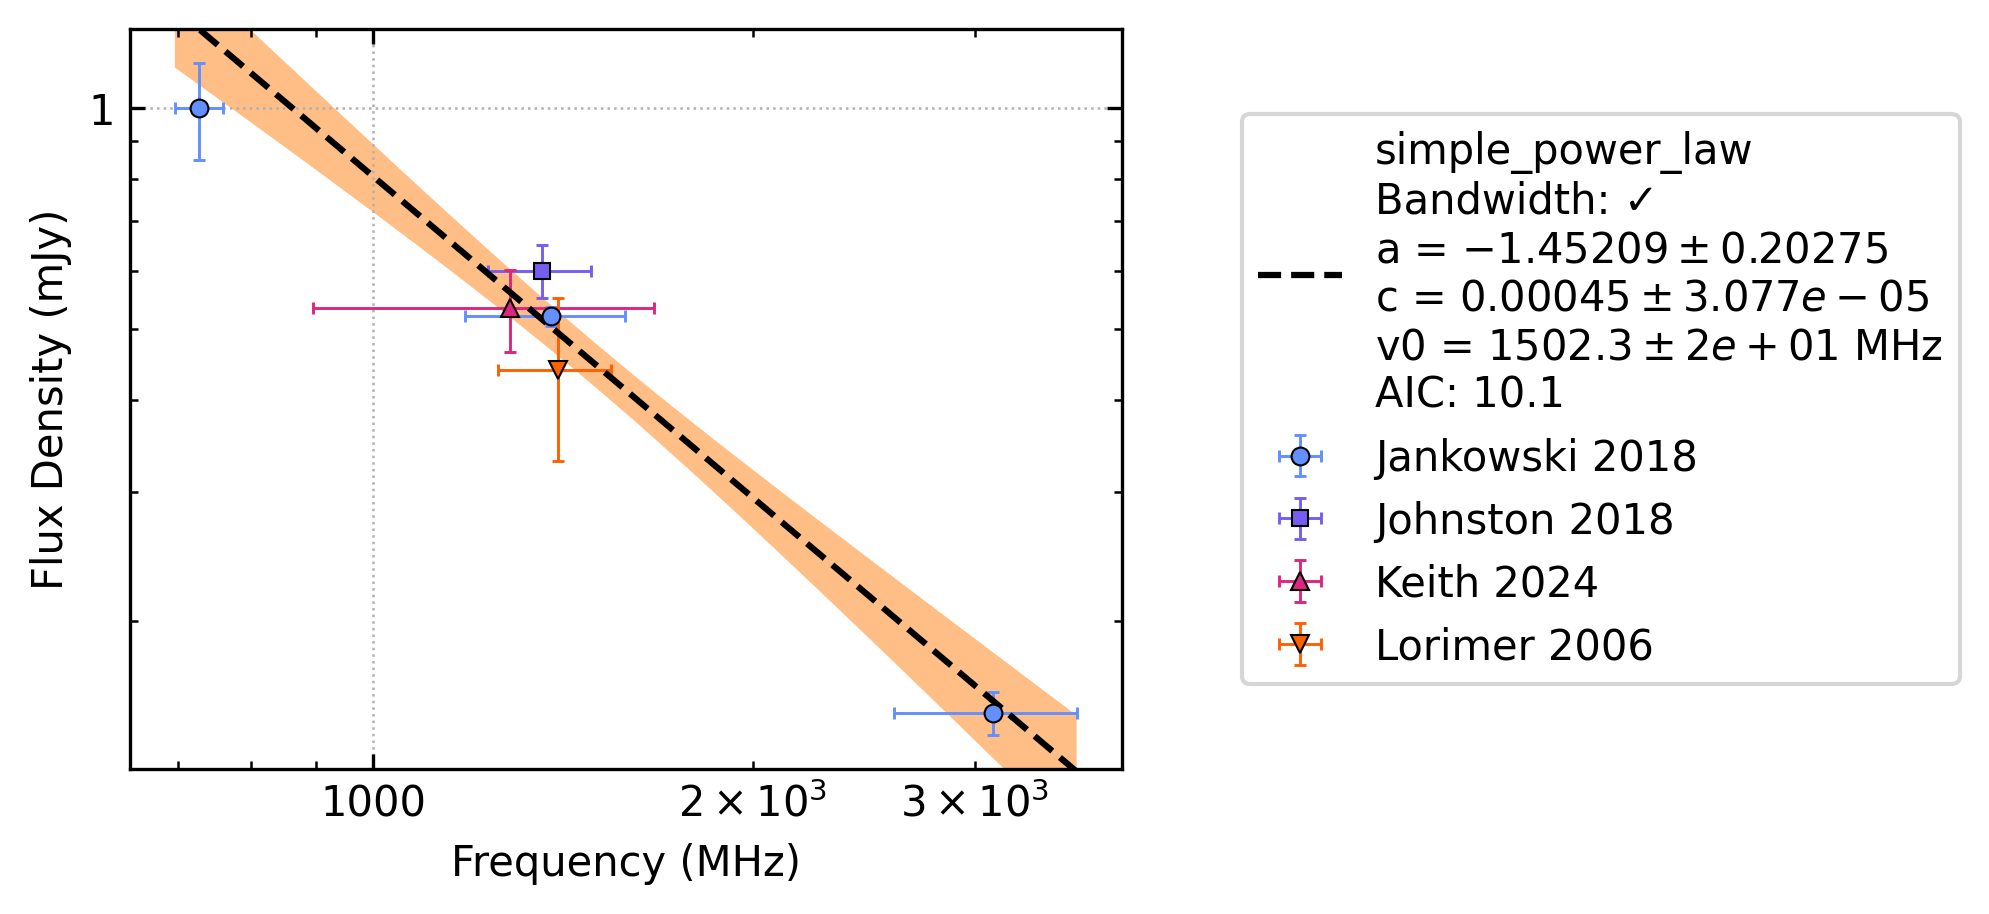 1
Flux Density (mJy)
1000
2 × 10³
3 × 10³
Frequency (MHz)
simple_power_law
Bandwidth: ✓
a = −1.45209 ± 0.20275
c = 0.00045 ± 3.077e − 05
v0 = 1502.3 ± 2e + 01 MHz
AIC: 10.1
Jankowski 2018
Johnston 2018
Keith 2024
Lorimer 2006